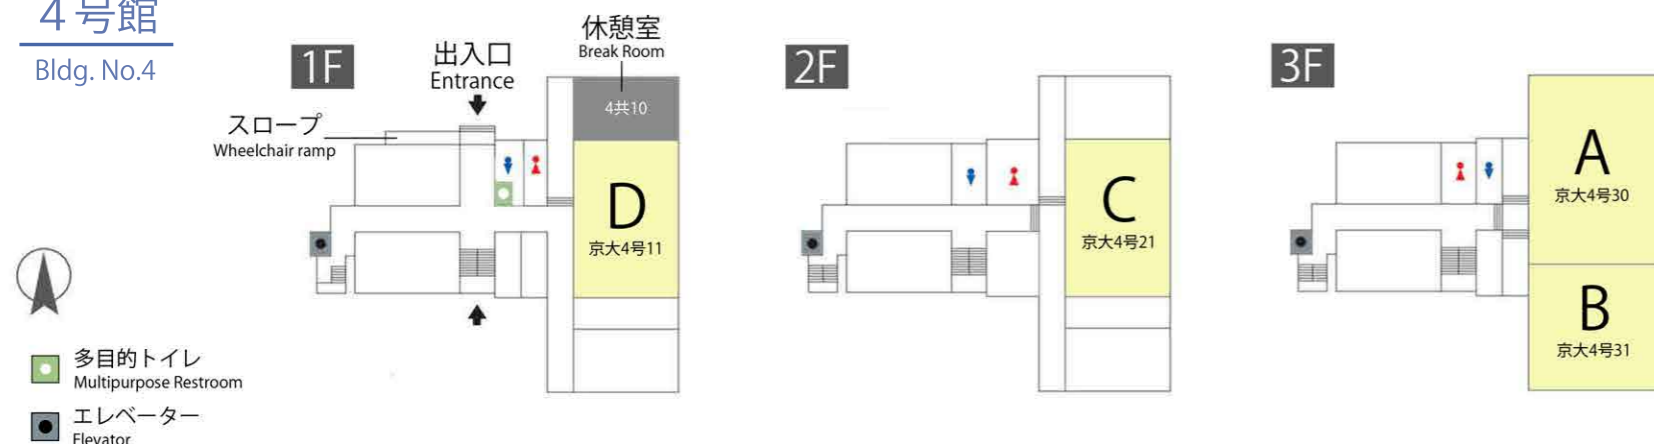 4号館
Bldg. No.4
1F
出入口
Entrance
休憩室
Break Room
4共10
スロープ
Wheelchair ramp
D
京大4号11
2F
C
京大4号21
3F
A
京大4号30
B
京大4号31
多目的トイレ
Multipurpose Restroom
エレベーター
Elevator